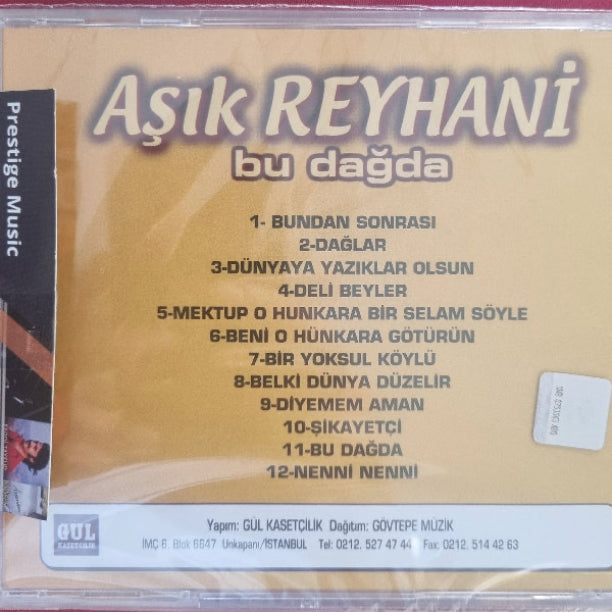 Aşık REYHANİ
bu dağda
1- BUNDAN SONRASI
2-DAĞLAR
3-DÜNYAYA YAZIKLAR OLSUN
4-DELİ BEYLER
5-MEKTUP O HUNKARA BİR SELAM SÖYLE
6-BENİ O HÜNKARA GÖTÜRÜN
7-BİR YOKSUL KÖYLÜ
8-BELKİ DÜNYA DÜZELİR
9-DİYEMEM AMAN
10-ŞİKAYETÇİ
11-BU DAĞDA
12-NENNİ NENNİ
Prestige Music
GÜL
KASETÇİLİK
Yapım: GÜL KASETÇİLİK Dağıtım: GÖVTEPE MÜZİK
İMÇ 6. Blok 6647 Unkapanı/İSTANBUL Tel: 0212. 527 47 44 Fax: 0212. 514 42 63